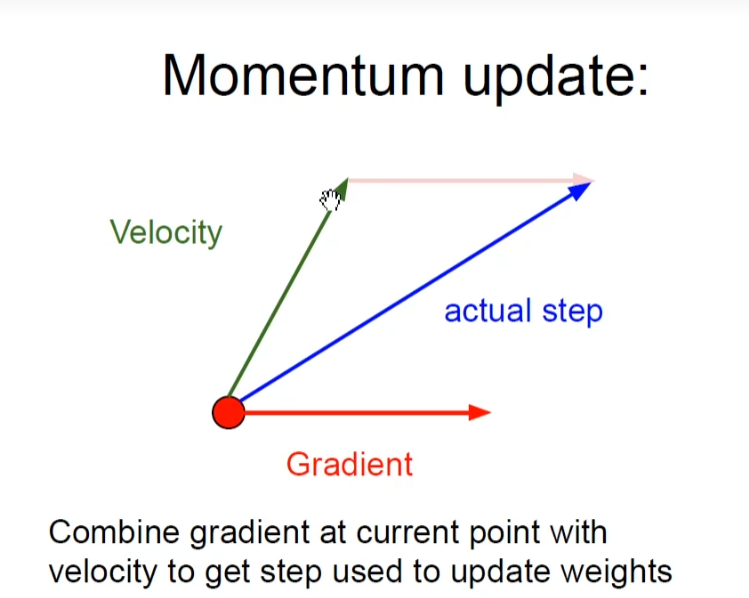 Momentum update:
Velocity
actual step
Gradient
Combine gradient at current point with
velocity to get step used to update weights